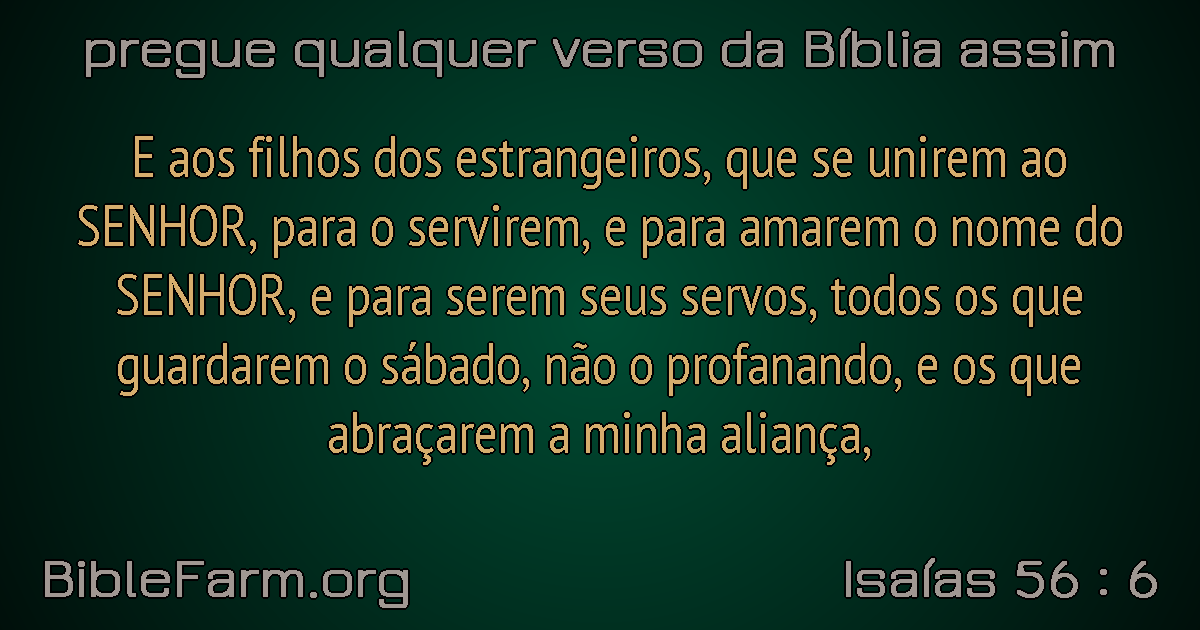 pregue qualquer verso da Bíblia assim
E aos filhos dos estrangeiros, que se unirem ao
SENHOR, para o servirem, e para amarem o nome do
SENHOR, e para serem seus servos, todos os que
guardarem o sábado, não o profanando, e os que
abraçarem a minha aliança,
BibleFarm.org
Isaías 56 : 6